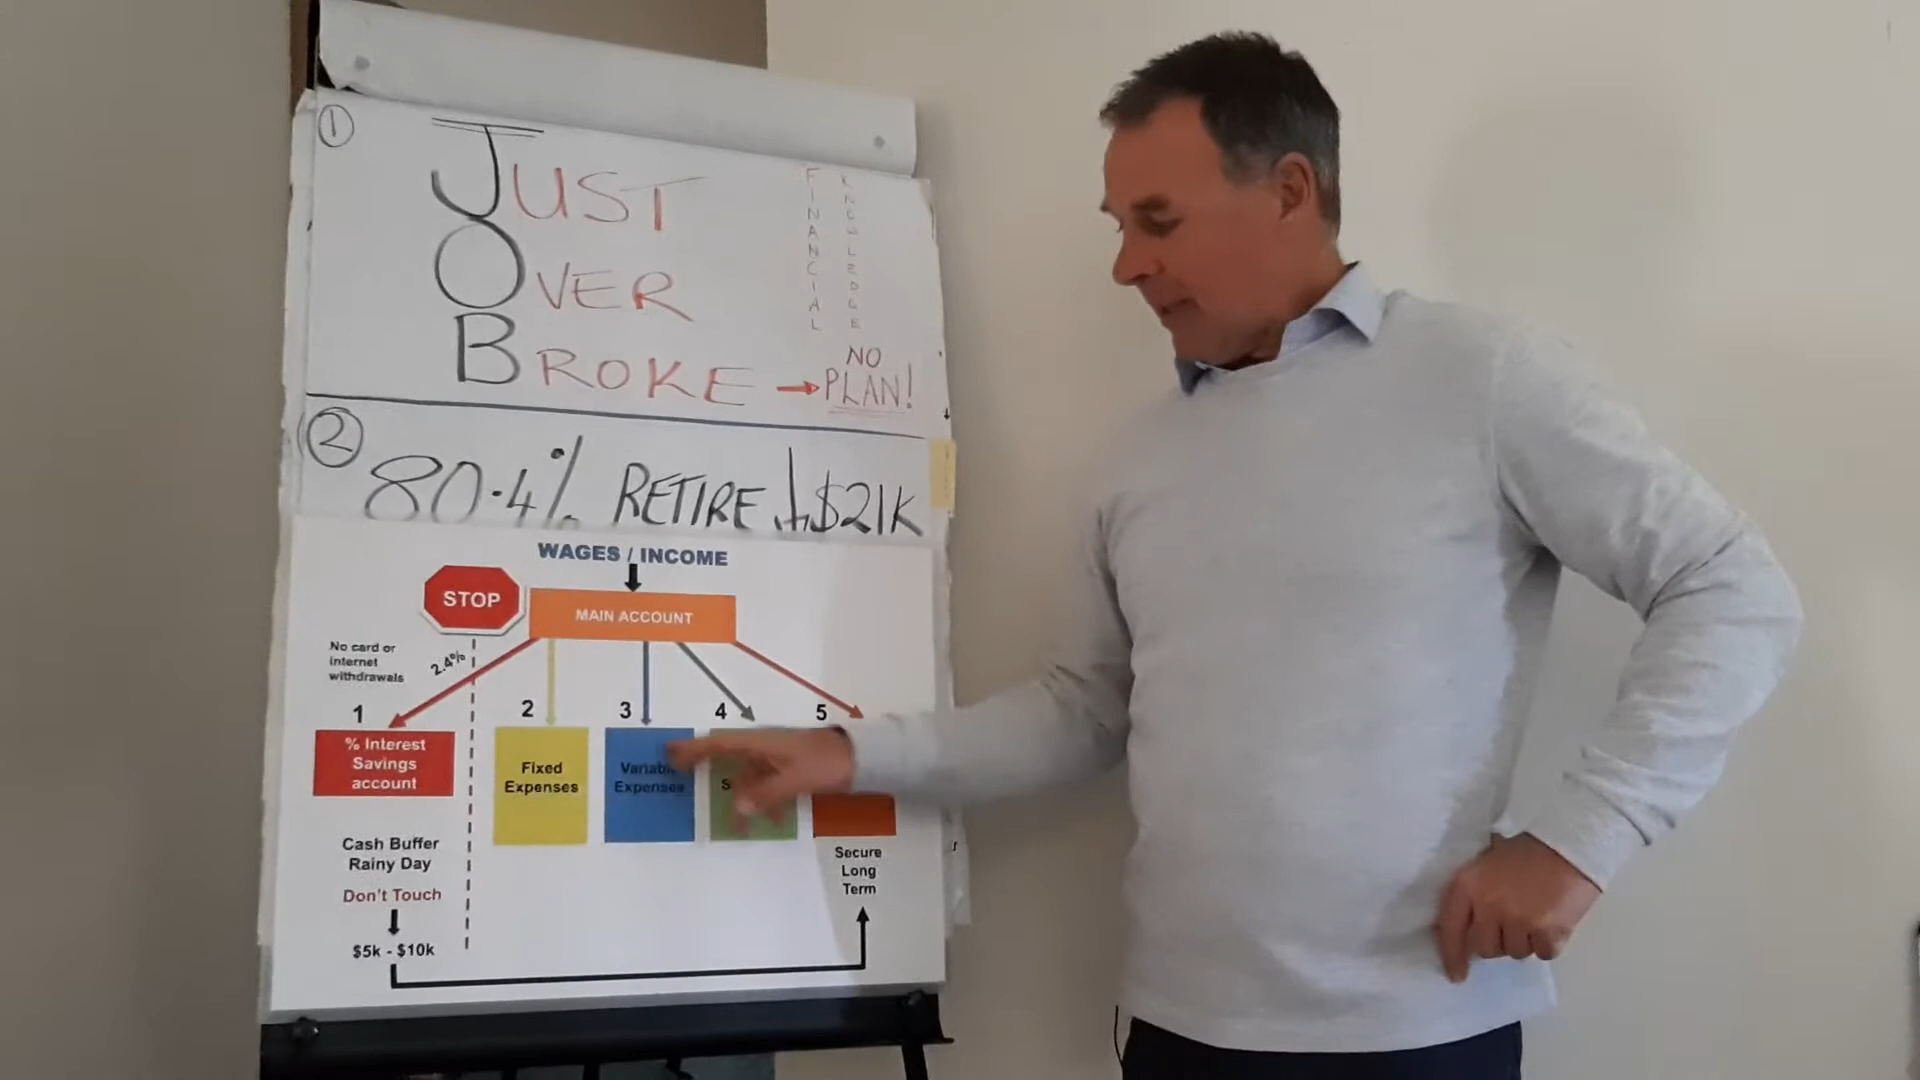 1
JUST
OVER
BROKE → NO PLAN!
FINANCIAL
KNOWLEDGE
2
80.4% RETIRE ↓ $21K
WAGES / INCOME
STOP
MAIN ACCOUNT
No card or
internet
withdrawals
2.4%
1
2
3
4
5
% Interest
Savings
account
Fixed
Expenses
Variable
Expenses
Cash Buffer
Rainy Day
Don't Touch
$5k - $10k
Secure
Long
Term